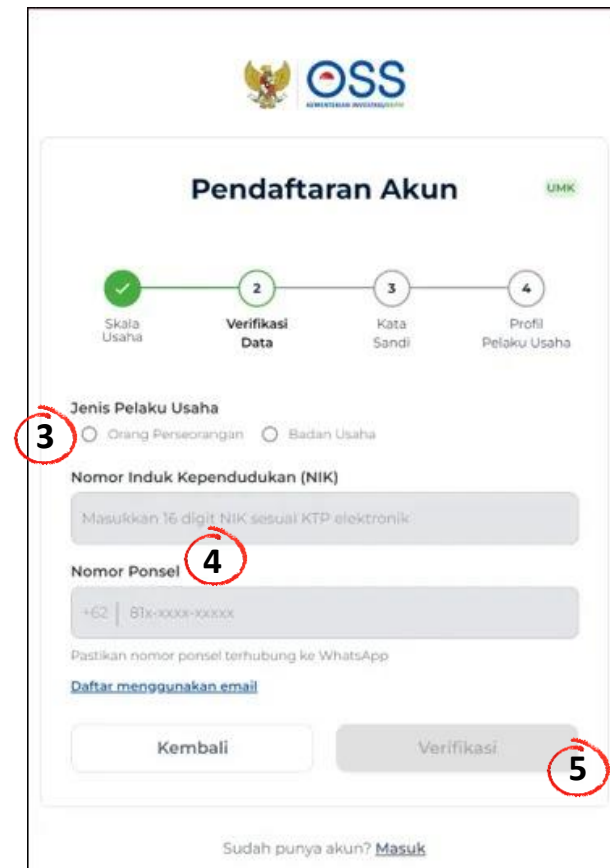 OSS
KEMENTERIAN INVESTASI/BKPM
Pendaftaran Akun
UMK
2
3
4
Skala
Usaha
Verifikasi
Data
Kata
Sandi
Profil
Pelaku Usaha
Jenis Pelaku Usaha
3
Orang Perseorangan
Badan Usaha
Nomor Induk Kependudukan (NIK)
Masukkan 16 digit NIK sesuai KTP elektronik
4
Nomor Ponsel
+62 | 81x-xxxx-xxxxx
Pastikan nomor ponsel terhubung ke WhatsApp
Daftar menggunakan email
Kembali
Verifikasi
5
Sudah punya akun? Masuk